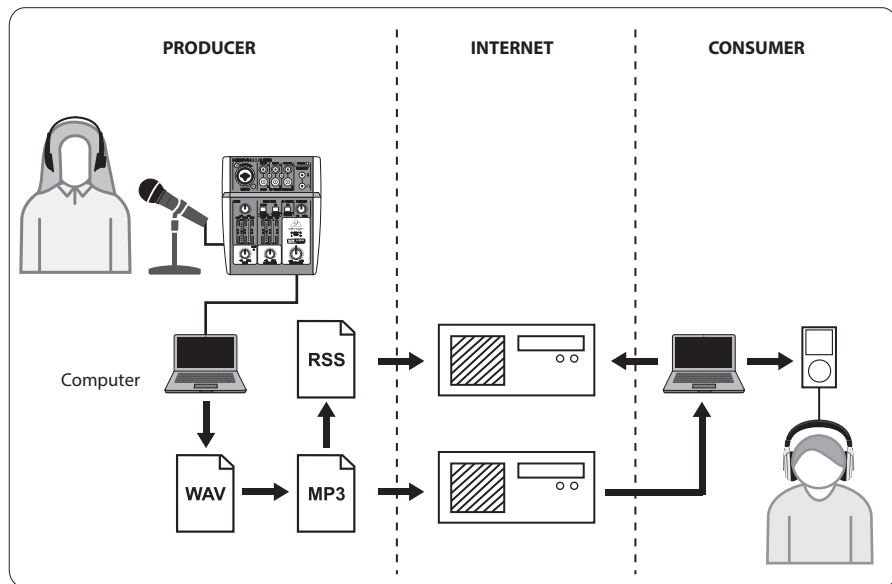 PRODUCER
INTERNET
CONSUMER
Computer
RSS
WAV
MP3